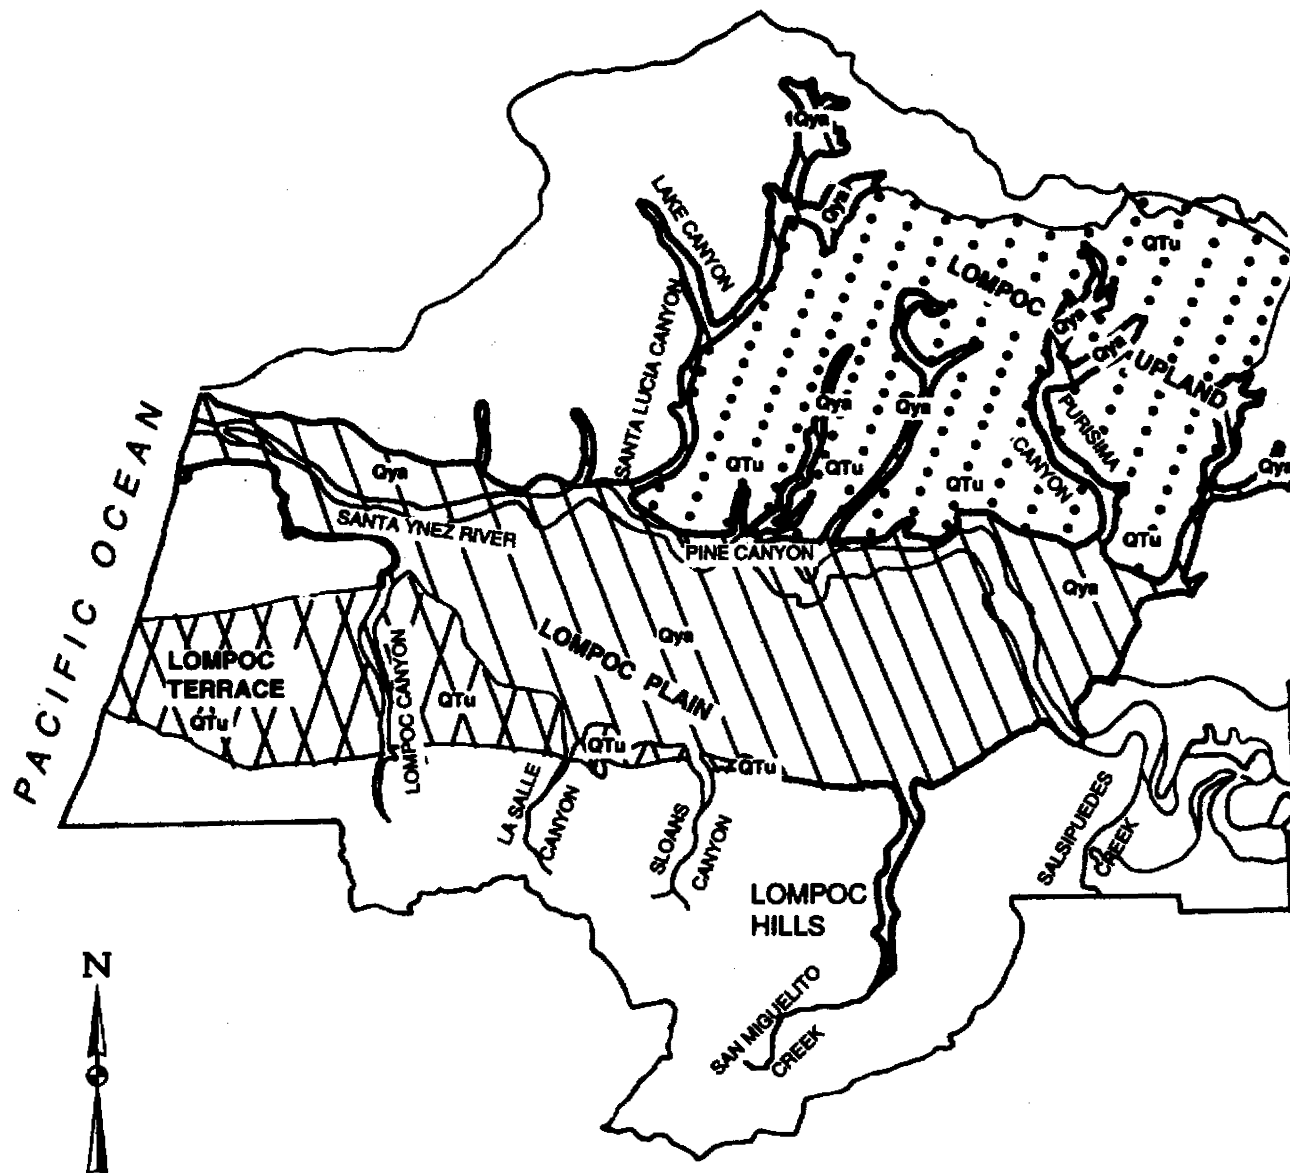 Qya
LAKE CANYON
Qya
QTu
LOMPOC
SANTA LUCIA CANYON
Qya
Qya
UPLAND
PACIFIC OCEAN
Qya
Qya
PURISIMA
CANYON
QTu
QTu
Qya
Qya
QTu
SANTA YNEZ RIVER
PINE CANYON
QTu
Qya
LOMPOC PLAIN
Qya
LOMPOC
TERRACE
QTu
LOMPOC CANYON
QTu
QTu
QTu
LA SALLE
CANYON
SLOANS
CANYON
SALSIPUEDES
CREEK
LOMPOC
HILLS
N
SAN MIGUELITO
CREEK